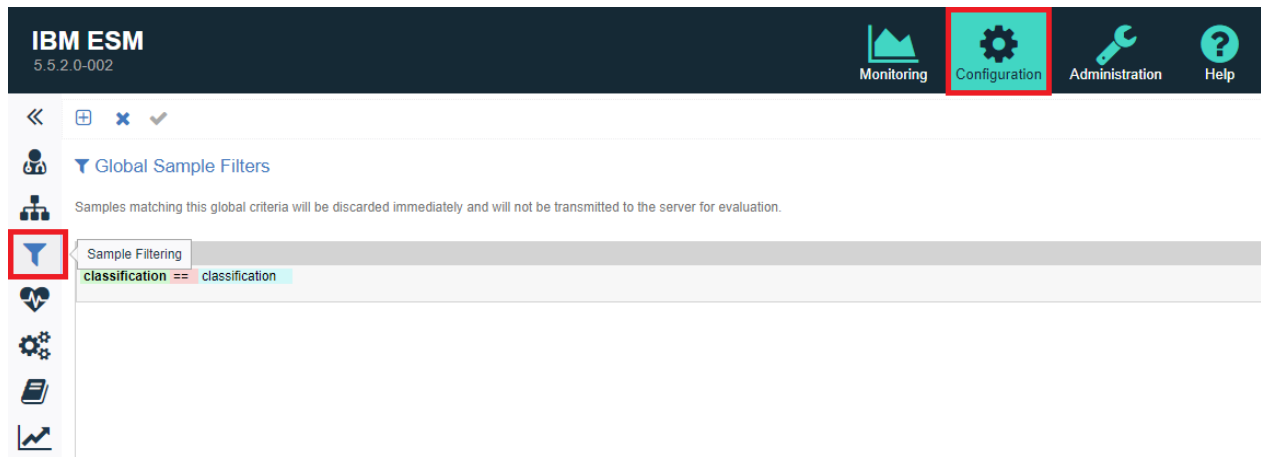 IBM ESM
5.5.2.0-002
Monitoring
Configuration
Administration
Help
Global Sample Filters
Samples matching this global criteria will be discarded immediately and will not be transmitted to the server for evaluation.
Sample Filtering
classification == classification